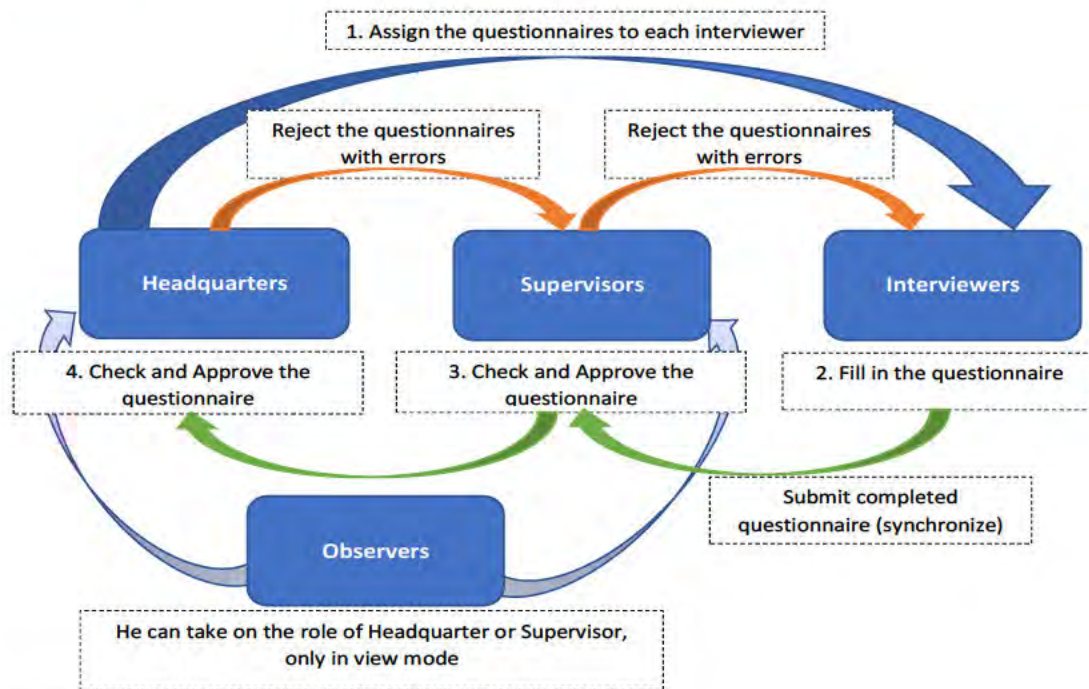 1. Assign the questionnaires to each interviewer
Reject the questionnaires
with errors
Reject the questionnaires
with errors
Headquarters
Supervisors
Interviewers
4. Check and Approve the
questionnaire
3. Check and Approve the
questionnaire
2. Fill in the questionnaire
Submit completed
questionnaire (synchronize)
Observers
He can take on the role of Headquarter or Supervisor,
only in view mode